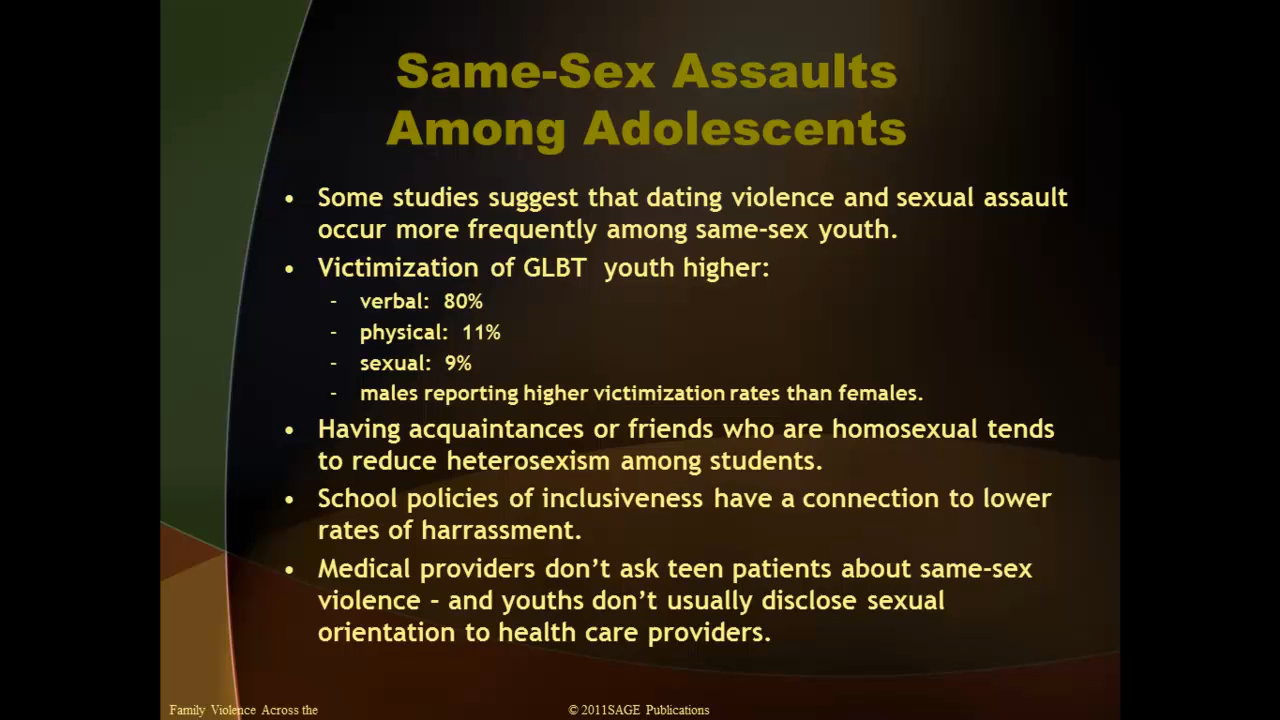 Same-Sex Assaults
Among Adolescents
• Some studies suggest that dating violence and sexual assault
occur more frequently among same-sex youth.
• Victimization of GLBT  youth higher:
- verbal:  80%
- physical:  11%
- sexual:  9%
- males reporting higher victimization rates than females.
• Having acquaintances or friends who are homosexual tends
to reduce heterosexism among students.
• School policies of inclusiveness have a connection to lower
rates of harrassment.
• Medical providers don’t ask teen patients about same-sex
violence – and youths don’t usually disclose sexual
orientation to health care providers.
Family Violence Across the
© 2011SAGE Publications